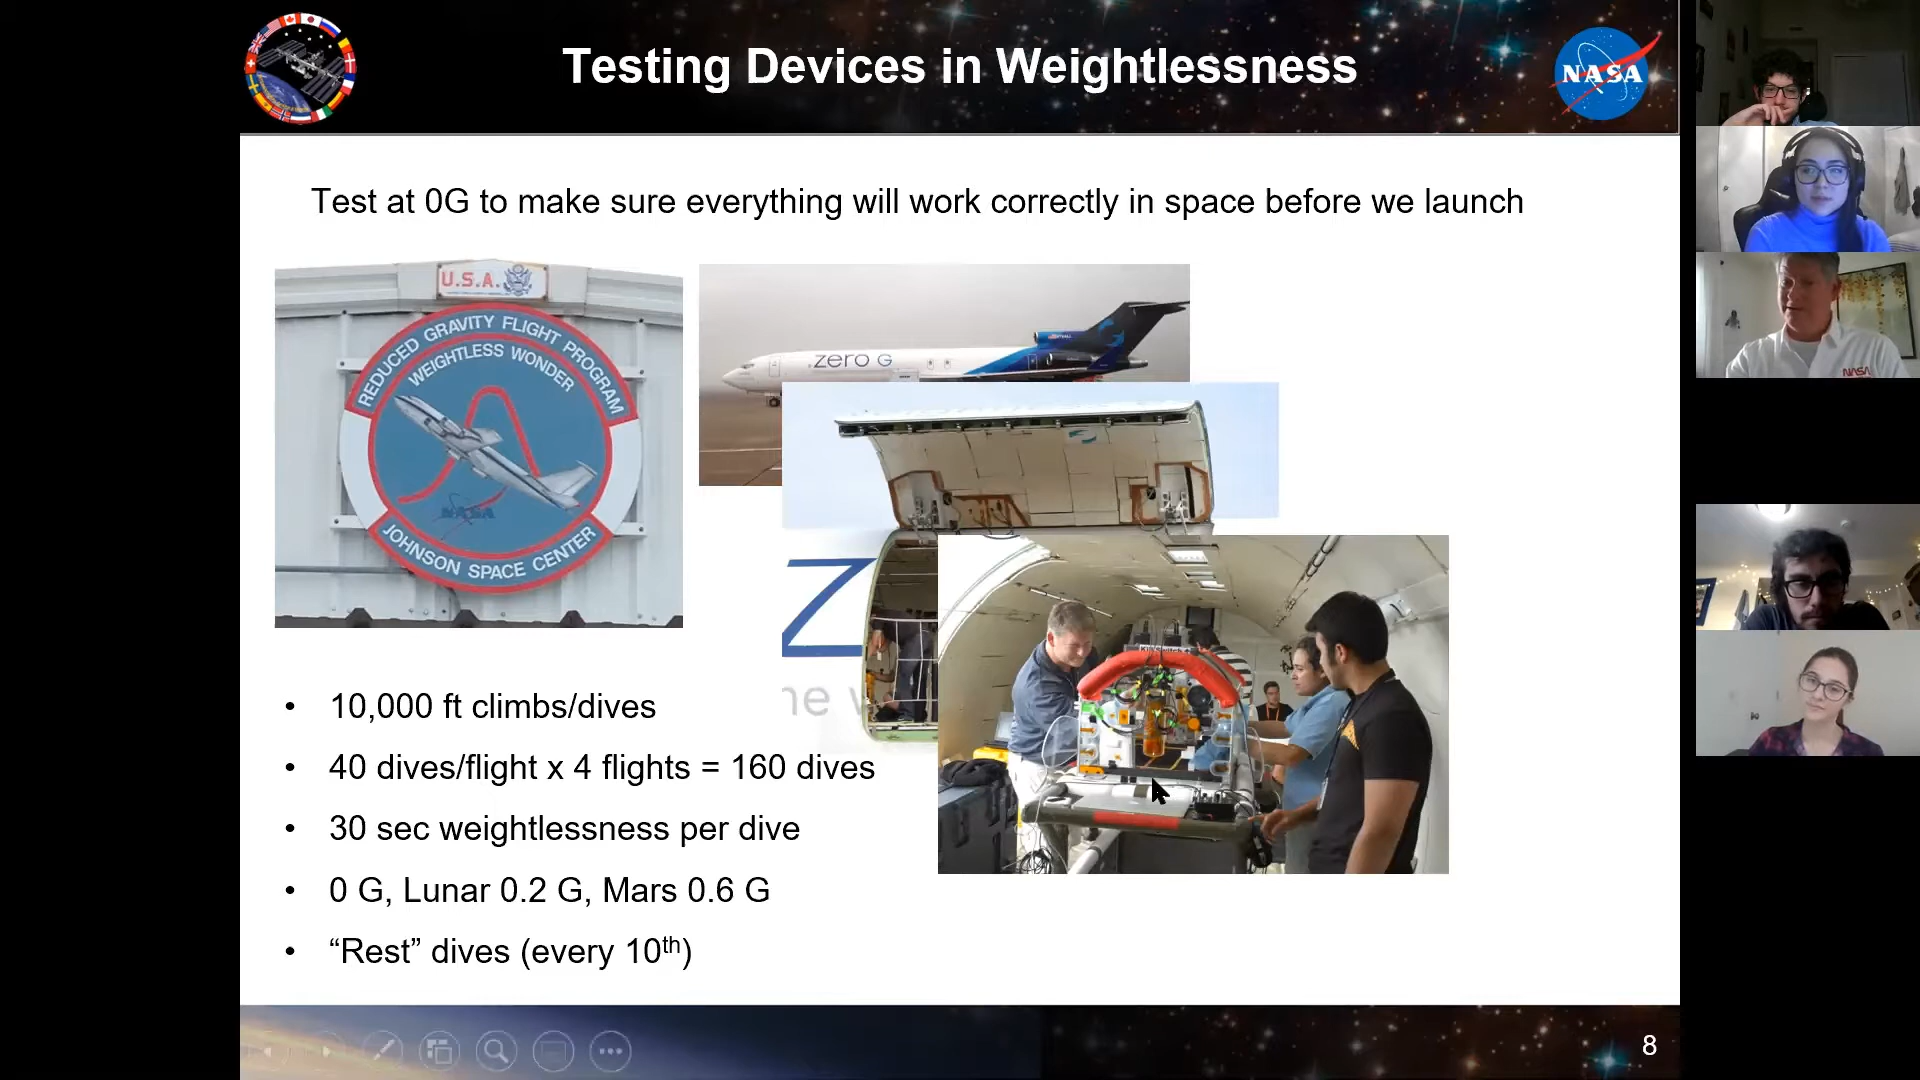 Testing Devices in Weightlessness
NASA
Test at 0G to make sure everything will work correctly in space before we launch
U.S.A.
REDUCED GRAVITY FLIGHT PROGRAM
WEIGHTLESS WONDER
NASA
JOHNSON SPACE CENTER
zero G
Z
he
• 10,000 ft climbs/dives
• 40 dives/flight x 4 flights = 160 dives
• 30 sec weightlessness per dive
• 0 G, Lunar 0.2 G, Mars 0.6 G
• “Rest” dives (every 10th)
8
NASA